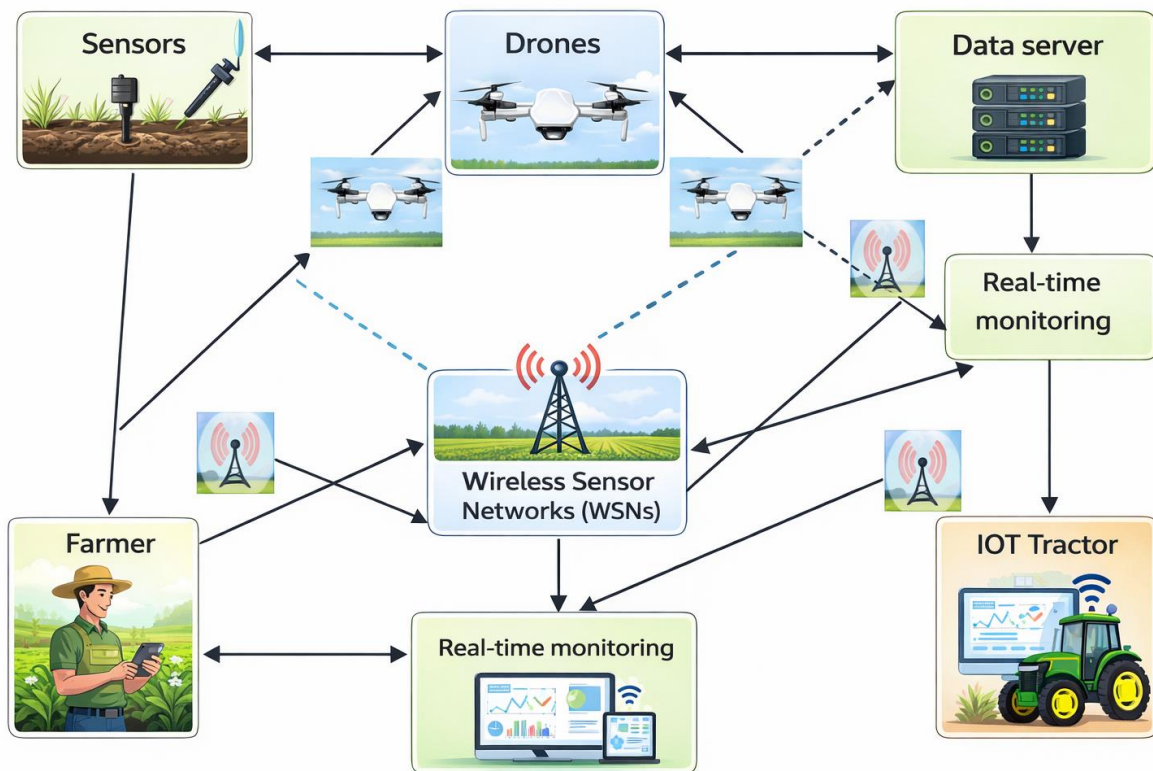 Sensors
Drones
Data server
Real-time
monitoring
Wireless Sensor
Networks (WSNs)
Farmer
IOT Tractor
Real-time monitoring